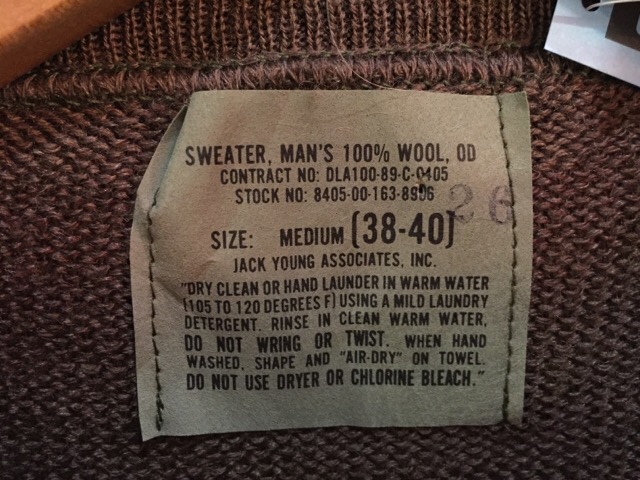 SWEATER, MAN'S 100% WOOL, OD
CONTRACT NO: DLA100-89-C-0405
STOCK NO: 8405-00-163-8906
26
SIZE: MEDIUM (38-40)
JACK YOUNG ASSOCIATES, INC.
"DRY CLEAN OR HAND LAUNDER IN WARM WATER
(105 TO 120 DEGREES F) USING A MILD LAUNDRY
DETERGENT. RINSE IN CLEAN WARM WATER,
DO NOT WRING OR TWIST. WHEN HAND
WASHED, SHAPE AND "AIR-DRY" ON TOWEL.
DO NOT USE DRYER OR CHLORINE BLEACH."